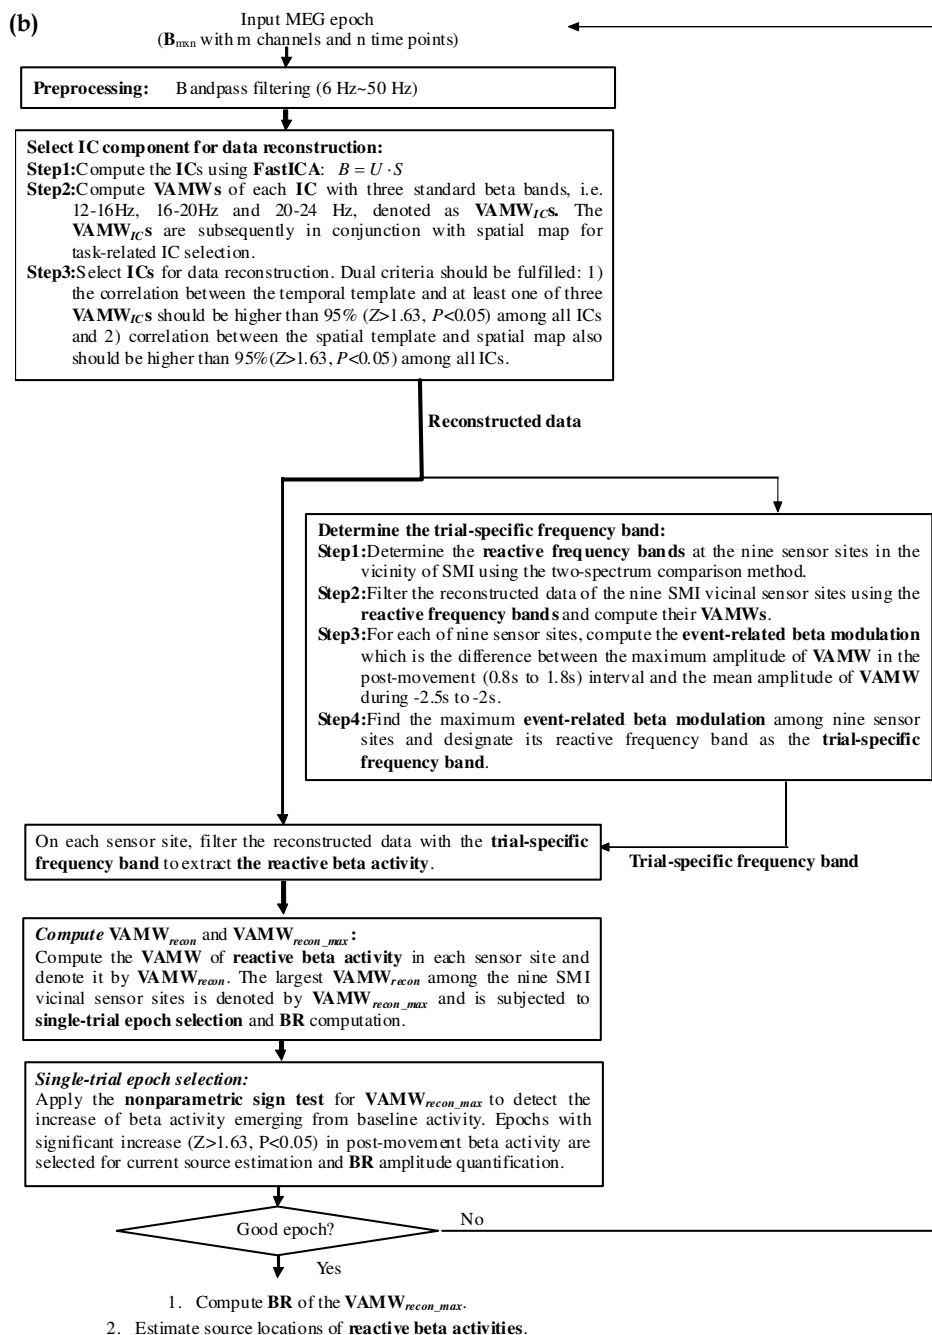 (b)
Input MEG epoch
(Bmxn with m channels and n time points)
Preprocessing: Bandpass filtering (6 Hz~50 Hz)
Select IC component for data reconstruction:
Step1:Compute the ICs using FastICA: B = U · S
Step2:Compute VAMWs of each IC with three standard beta bands, i.e.
12-16Hz, 16-20Hz and 20-24 Hz, denoted as VAMWICs. The
VAMWICs are subsequently in conjunction with spatial map for
task-related IC selection.
Step3:Select ICs for data reconstruction. Dual criteria should be fulfilled: 1)
the correlation between the temporal template and at least one of three
VAMWICs should be higher than 95% (Z>1.63, P<0.05) among all ICs
and 2) correlation between the spatial template and spatial map also
should be higher than 95%(Z>1.63, P<0.05) among all ICs.
Reconstructed data
Determine the trial-specific frequency band:
Step1:Determine the reactive frequency bands at the nine sensor sites in the
vicinity of SMI using the two-spectrum comparison method.
Step2:Filter the reconstructed data of the nine SMI vicinal sensor sites using the
reactive frequency bands and compute their VAMWs.
Step3:For each of nine sensor sites, compute the event-related beta modulation
which is the difference between the maximum amplitude of VAMW in the
post-movement (0.8s to 1.8s) interval and the mean amplitude of VAMW
during -2.5s to -2s.
Step4:Find the maximum event-related beta modulation among nine sensor
sites and designate its reactive frequency band as the trial-specific
frequency band.
On each sensor site, filter the reconstructed data with the trial-specific
frequency band to extract the reactive beta activity.
Trial-specific frequency band
Compute VAMWrecon and VAMWrecon_max:
Compute the VAMW of reactive beta activity in each sensor site and
denote it by VAMWrecon. The largest VAMWrecon among the nine SMI
vicinal sensor sites is denoted by VAMWrecon_max and is subjected to
single-trial epoch selection and BR computation.
Single-trial epoch selection:
Apply the nonparametric sign test for VAMWrecon_max to detect the
increase of beta activity emerging from baseline activity. Epochs with
significant increase (Z>1.63, P<0.05) in post-movement beta activity are
selected for current source estimation and BR amplitude quantification.
Good epoch?
No
Yes
1. Compute BR of the VAMWrecon_max.
2. Estimate source locations of reactive beta activities.